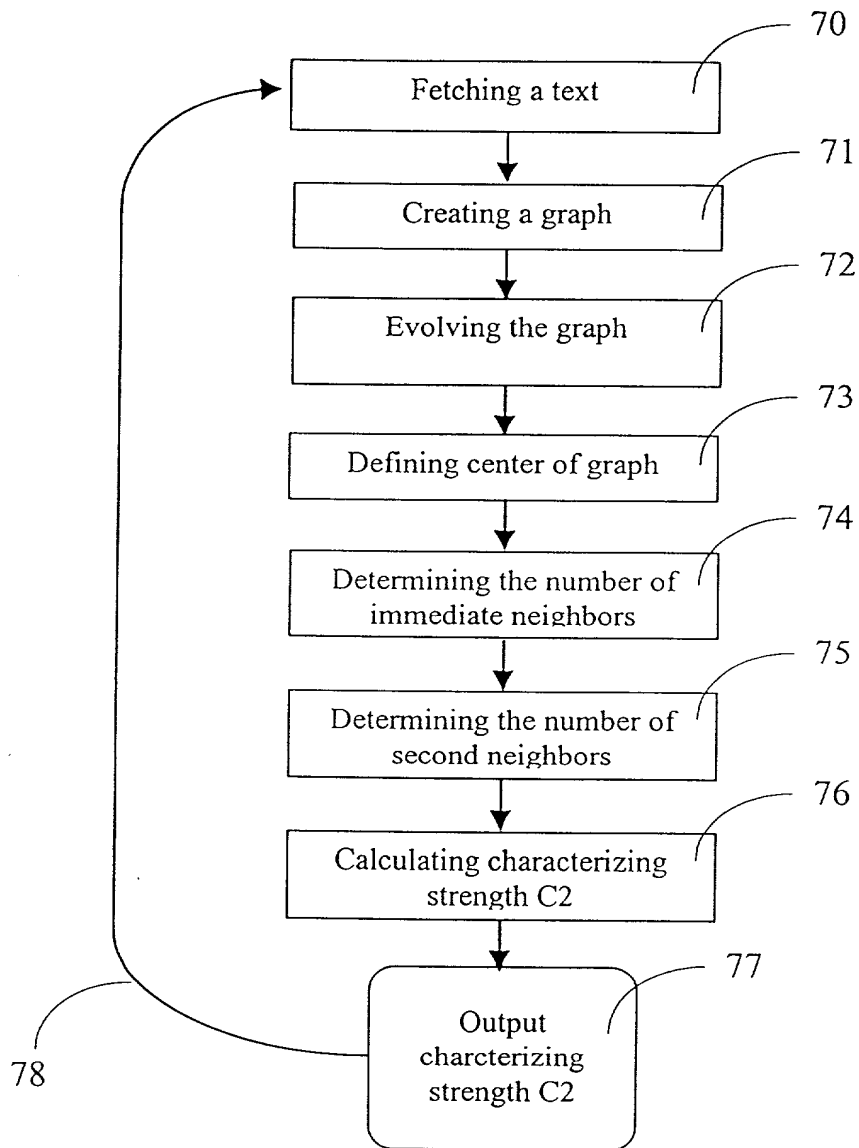 70
Fetching a text
71
Creating a graph
72
Evolving the graph
73
Defining center of graph
74
Determining the number of
immediate neighbors
75
Determining the number of
second neighbors
76
Calculating characterizing
strength C2
77
Output
charcterizing
strength C2
78